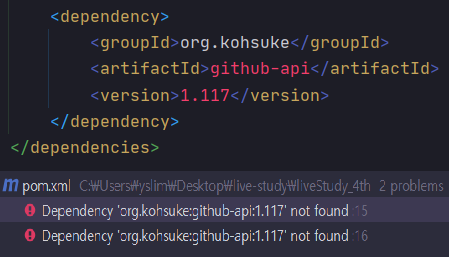 <dependency>
<groupId>org.kohsuke</groupId>
<artifactId>github-api</artifactId>
<version>1.117</version>
</dependency>
</dependencies>
m pom.xml C:₩Users₩yslim₩Desktop₩live-study₩liveStudy_4th 2 problems
Dependency 'org.kohsuke:github-api:1.117' not found :15
Dependency 'org.kohsuke:github-api:1.117' not found :16